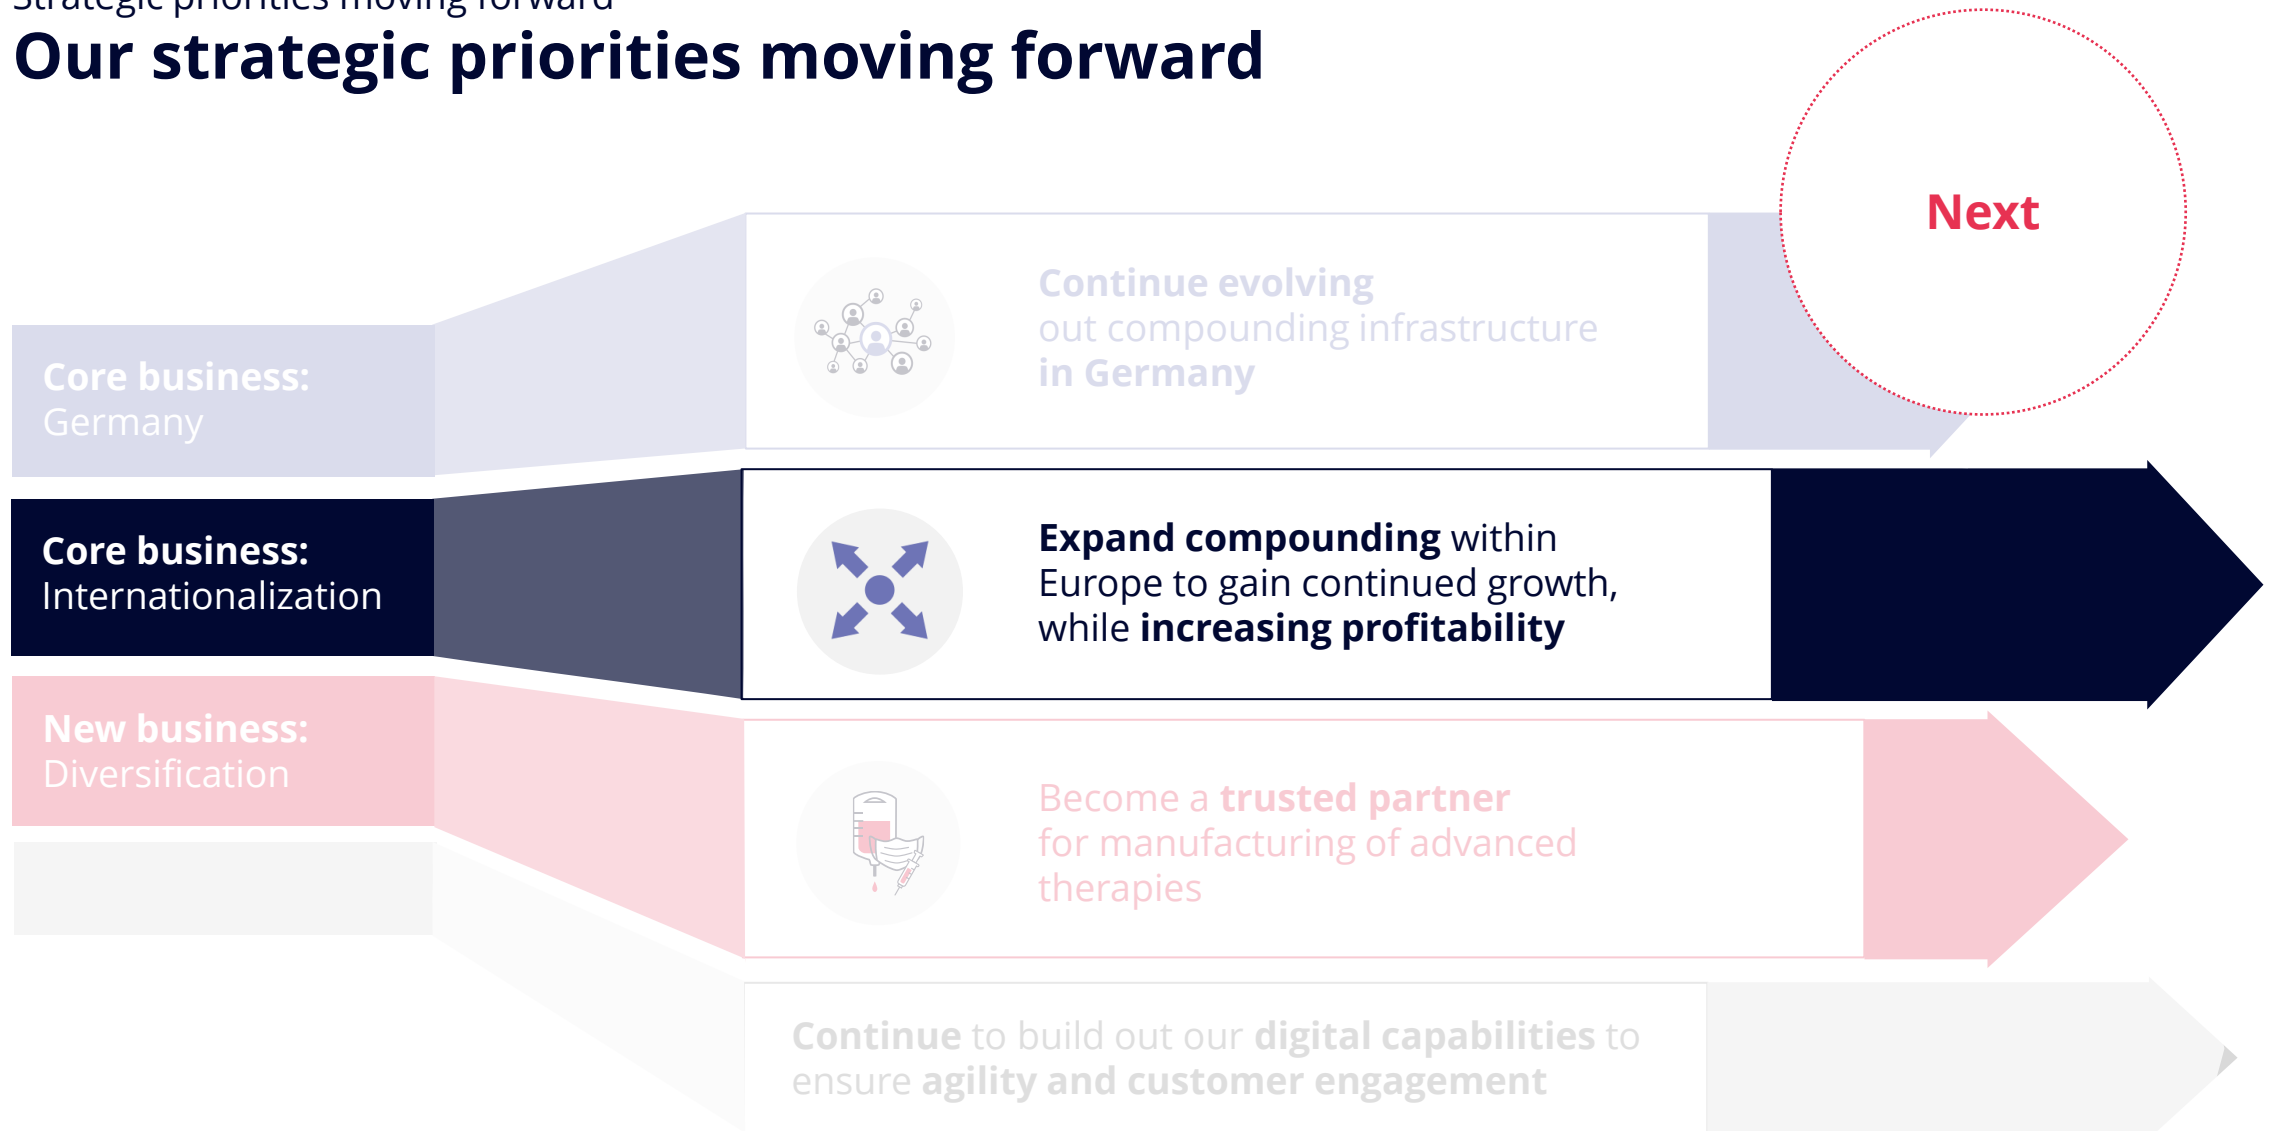 Strategic priorities moving forward
Our strategic priorities moving forward
Next
Continue evolving
out compounding infrastructure
in Germany
Core business:
Germany
Core business:
Internationalization
Expand compounding within
Europe to gain continued growth,
while increasing profitability
New business:
Diversification
Become a trusted partner
for manufacturing of advanced
therapies
Continue to build out our digital capabilities to
ensure agility and customer engagement